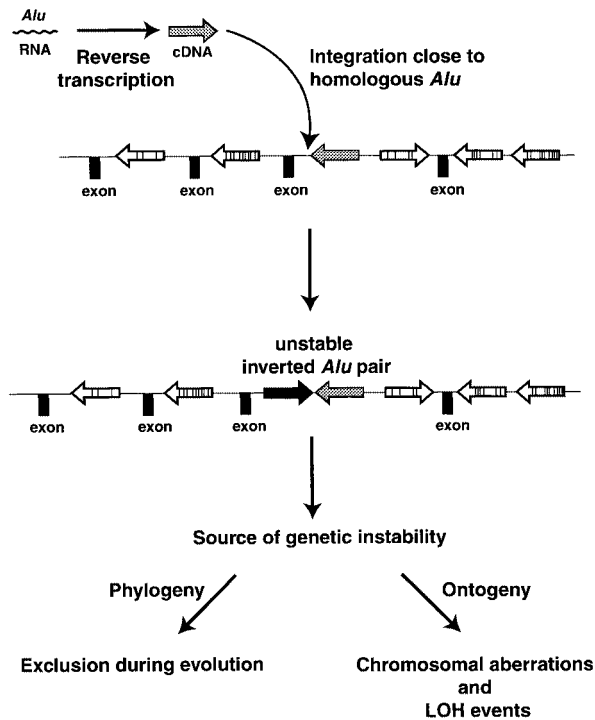 Alu
RNA
Reverse
transcription
cDNA
Integration close to
homologous Alu
exon
exon
exon
exon
unstable
inverted Alu pair
exon
exon
exon
exon
Source of genetic instability
Phylogeny
Ontogeny
Exclusion during evolution
Chromosomal aberrations
and
LOH events